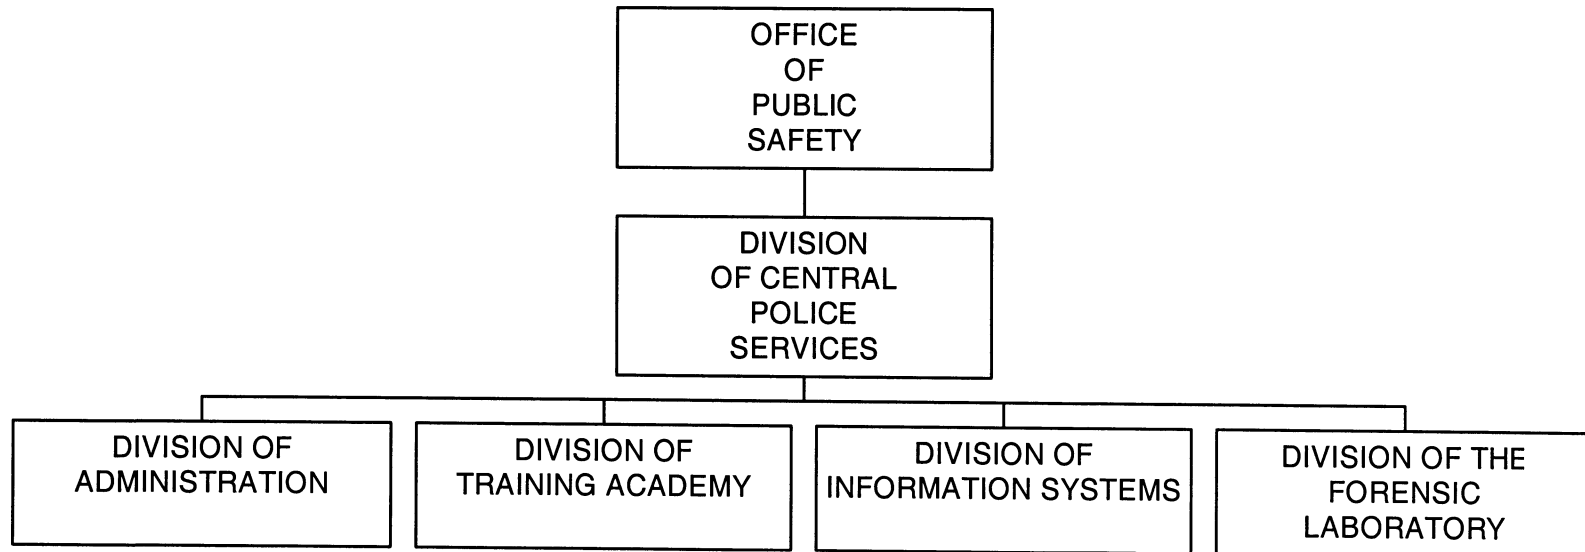 OFFICE
OF
PUBLIC
SAFETY
DIVISION
OF CENTRAL
POLICE
SERVICES
DIVISION OF
ADMINISTRATION
DIVISION OF
TRAINING ACADEMY
DIVISION OF
INFORMATION SYSTEMS
DIVISION OF THE
FORENSIC
LABORATORY